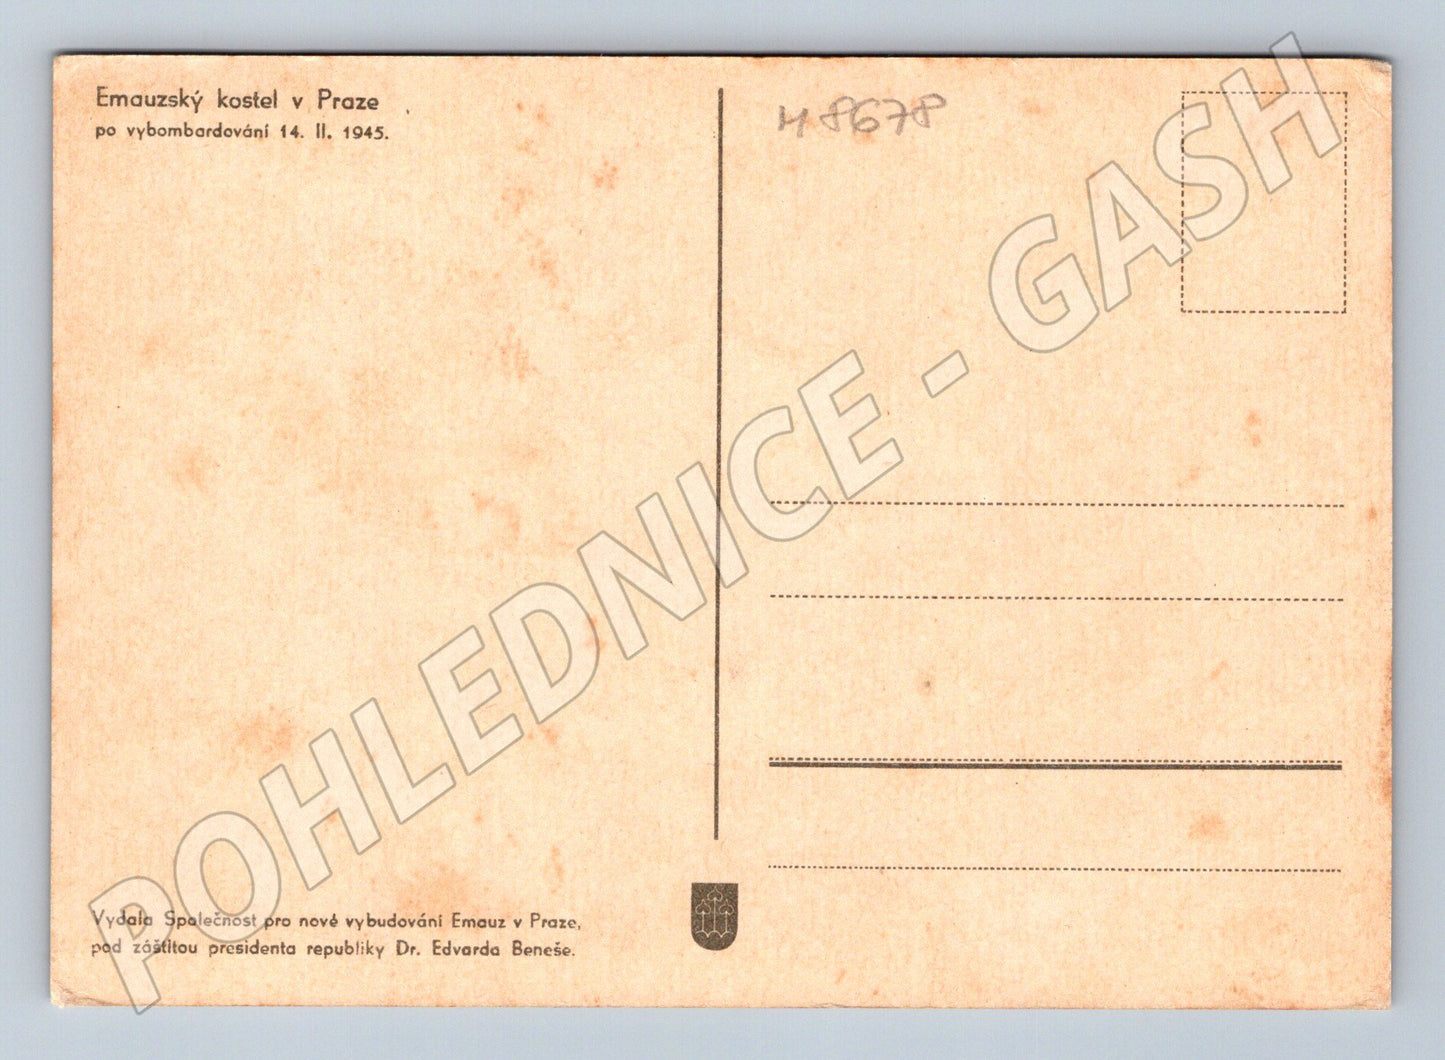 Emauzský kostel v Praze
po vybombardování 14. II. 1945.
H 8678
POHLEDNICE - GASH
Vydala Společnost pro nové vybudování Emauz v Praze,
pod záštitou presidenta republiky Dr. Edvarda Beneše.